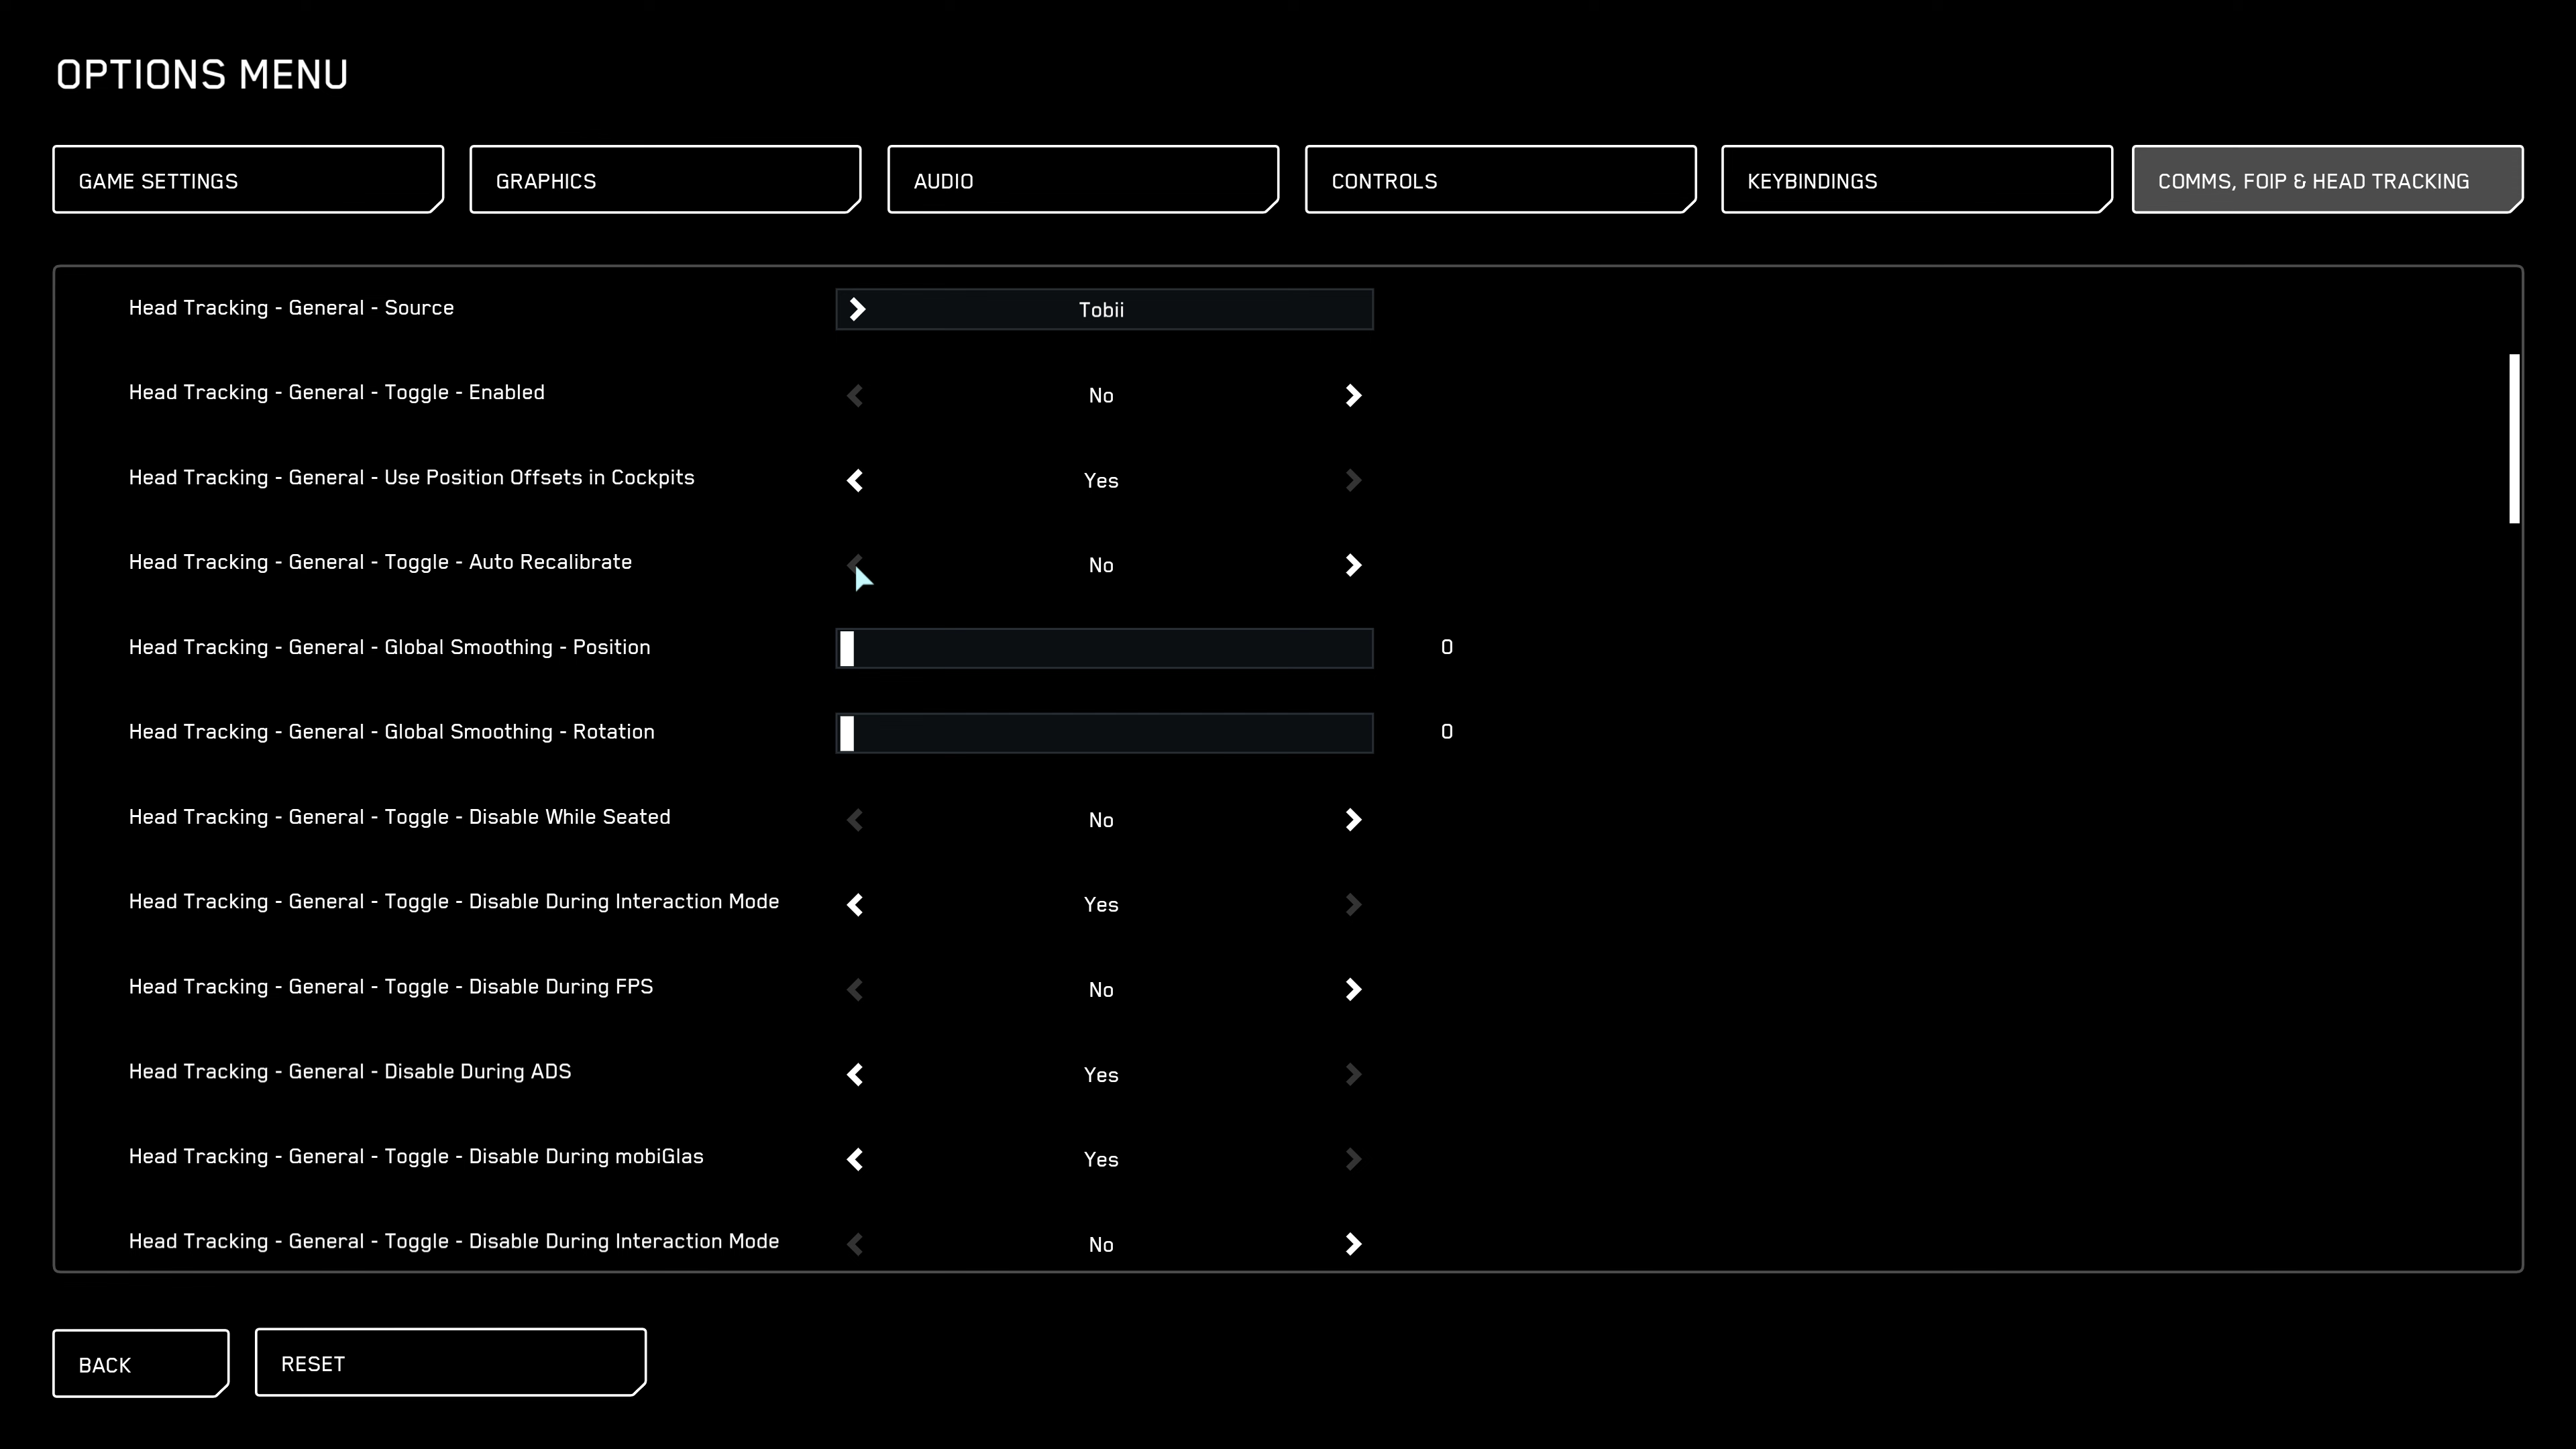 OPTIONS MENU
GAME SETTINGS
GRAPHICS
AUDIO
CONTROLS
KEYBINDINGS
COMMS, FOIP & HEAD TRACKING
Head Tracking - General - Source
Tobii
Head Tracking - General - Toggle - Enabled
No
Head Tracking - General - Use Position Offsets in Cockpits
Yes
Head Tracking - General - Toggle - Auto Recalibrate
No
Head Tracking - General - Global Smoothing - Position
0
Head Tracking - General - Global Smoothing - Rotation
0
Head Tracking - General - Toggle - Disable While Seated
No
Head Tracking - General - Toggle - Disable During Interaction Mode
Yes
Head Tracking - General - Toggle - Disable During FPS
No
Head Tracking - General - Disable During ADS
Yes
Head Tracking - General - Toggle - Disable During mobiGlas
Yes
Head Tracking - General - Toggle - Disable During Interaction Mode
No
BACK
RESET